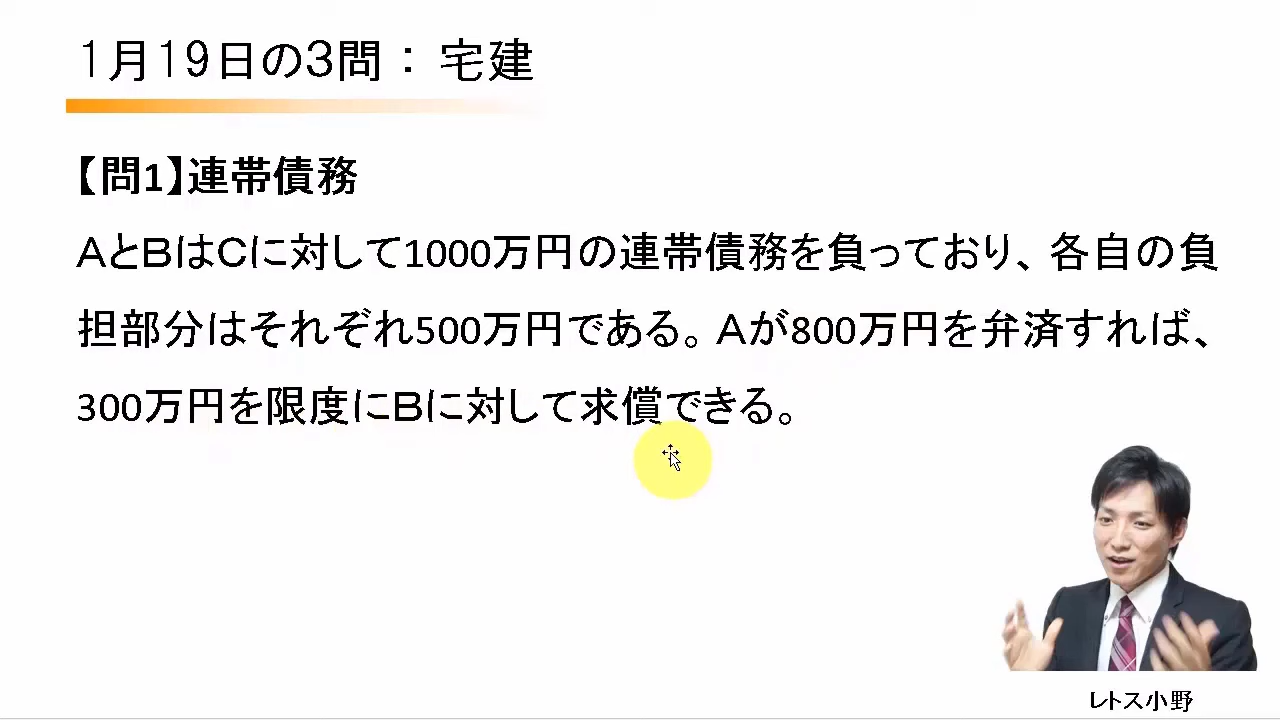 1月19日の3問：宅建
【問1】連帯債務
AとBはCに対して1000万円の連帯債務を負っており、各自の負
担部分はそれぞれ500万円である。Aが800万円を弁済すれば、
300万円を限度にBに対して求償できる。
レトス小野